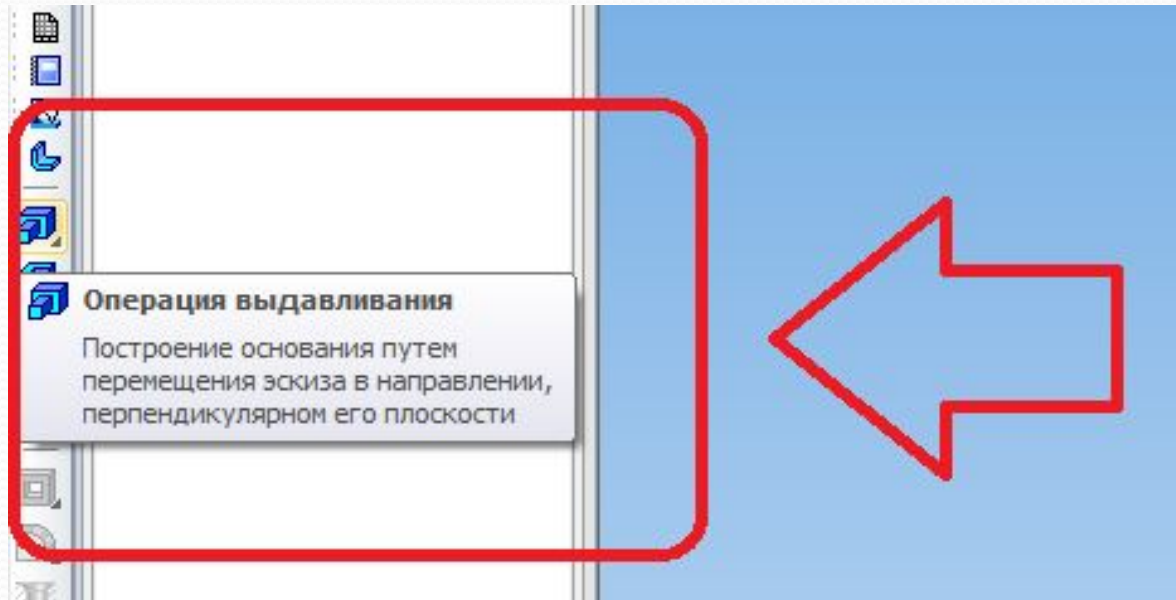 Операция выдавливания
Построение основания путем
перемещения эскиза в направлении,
перпендикулярном его плоскости